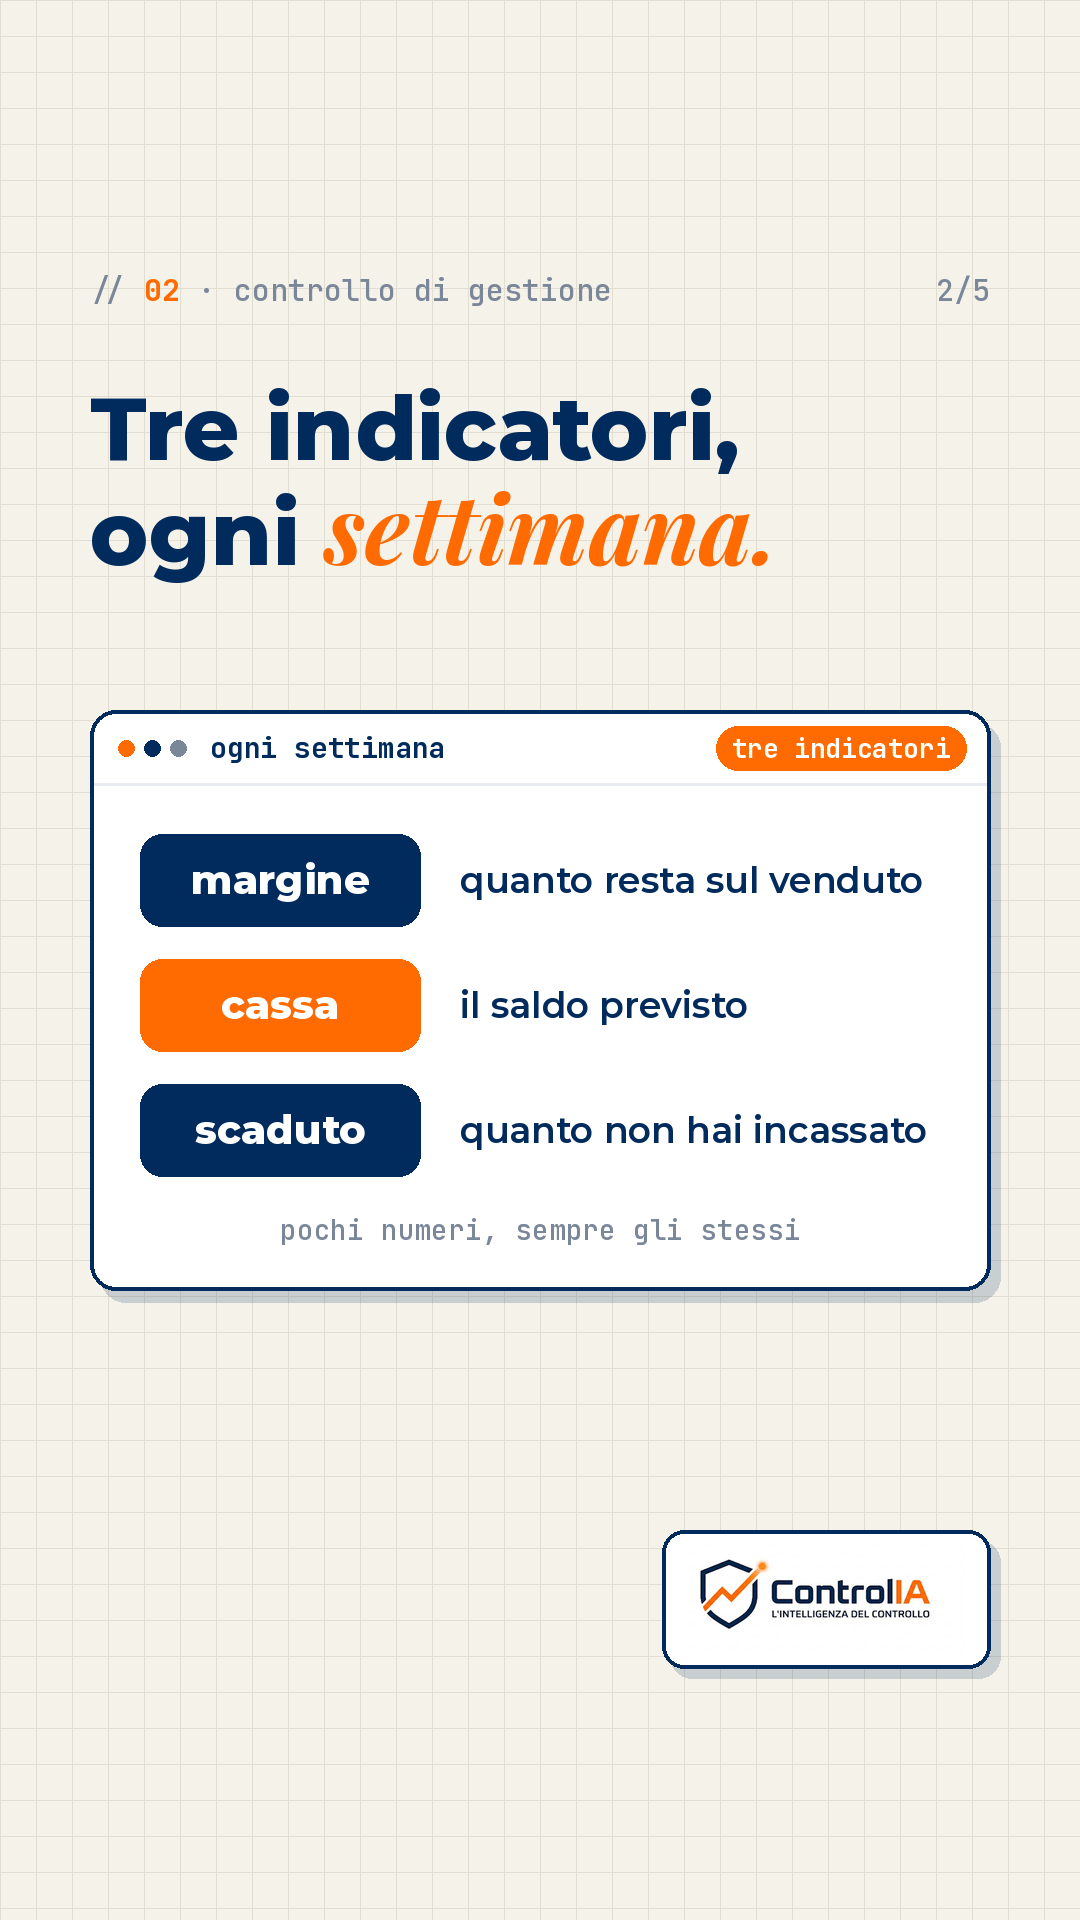 // 02 · controllo di gestione 2/5
Tre indicatori,
ogni settimana.
ogni settimana tre indicatori
margine quanto resta sul venduto
cassa il saldo previsto
scaduto quanto non hai incassato
pochi numeri, sempre gli stessi
ControllA
L'INTELLIGENZA DEL CONTROLLO